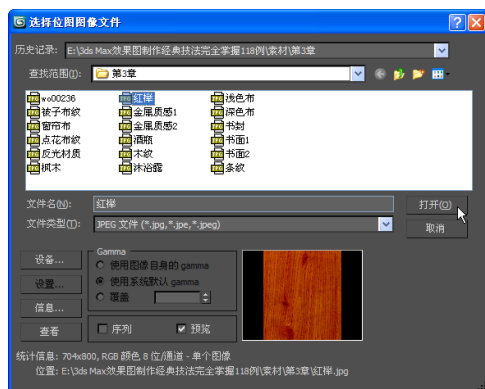 选择位图图像文件
历史记录: E:\3ds Max效果图制作经典技法完全掌握118例\素材\第3章
查找范围(I): 第3章
wo00236 红榉 浅色布
被子布纹 金属质感1 深色布
窗帘布 金属质感2 书封
点花布纹 酒瓶 书面1
反光材质 木纹 书面2
枫木 沐浴露 条纹
文件名(N): 红榉 打开(O)
文件类型(T): JPEG 文件 (*.jpg,*.jpe,*.jpeg) 取消
Gamma
设备... 使用图像自身的 gamma
设置... 使用系统默认 gamma
信息... 覆盖
查看 序列 预览
统计信息: 704x800, RGB 颜色, 8 位/通道 - 单个图像
位置: E:\3ds Max效果图制作经典技法完全掌握118例\素材\第3章\红榉.jpg